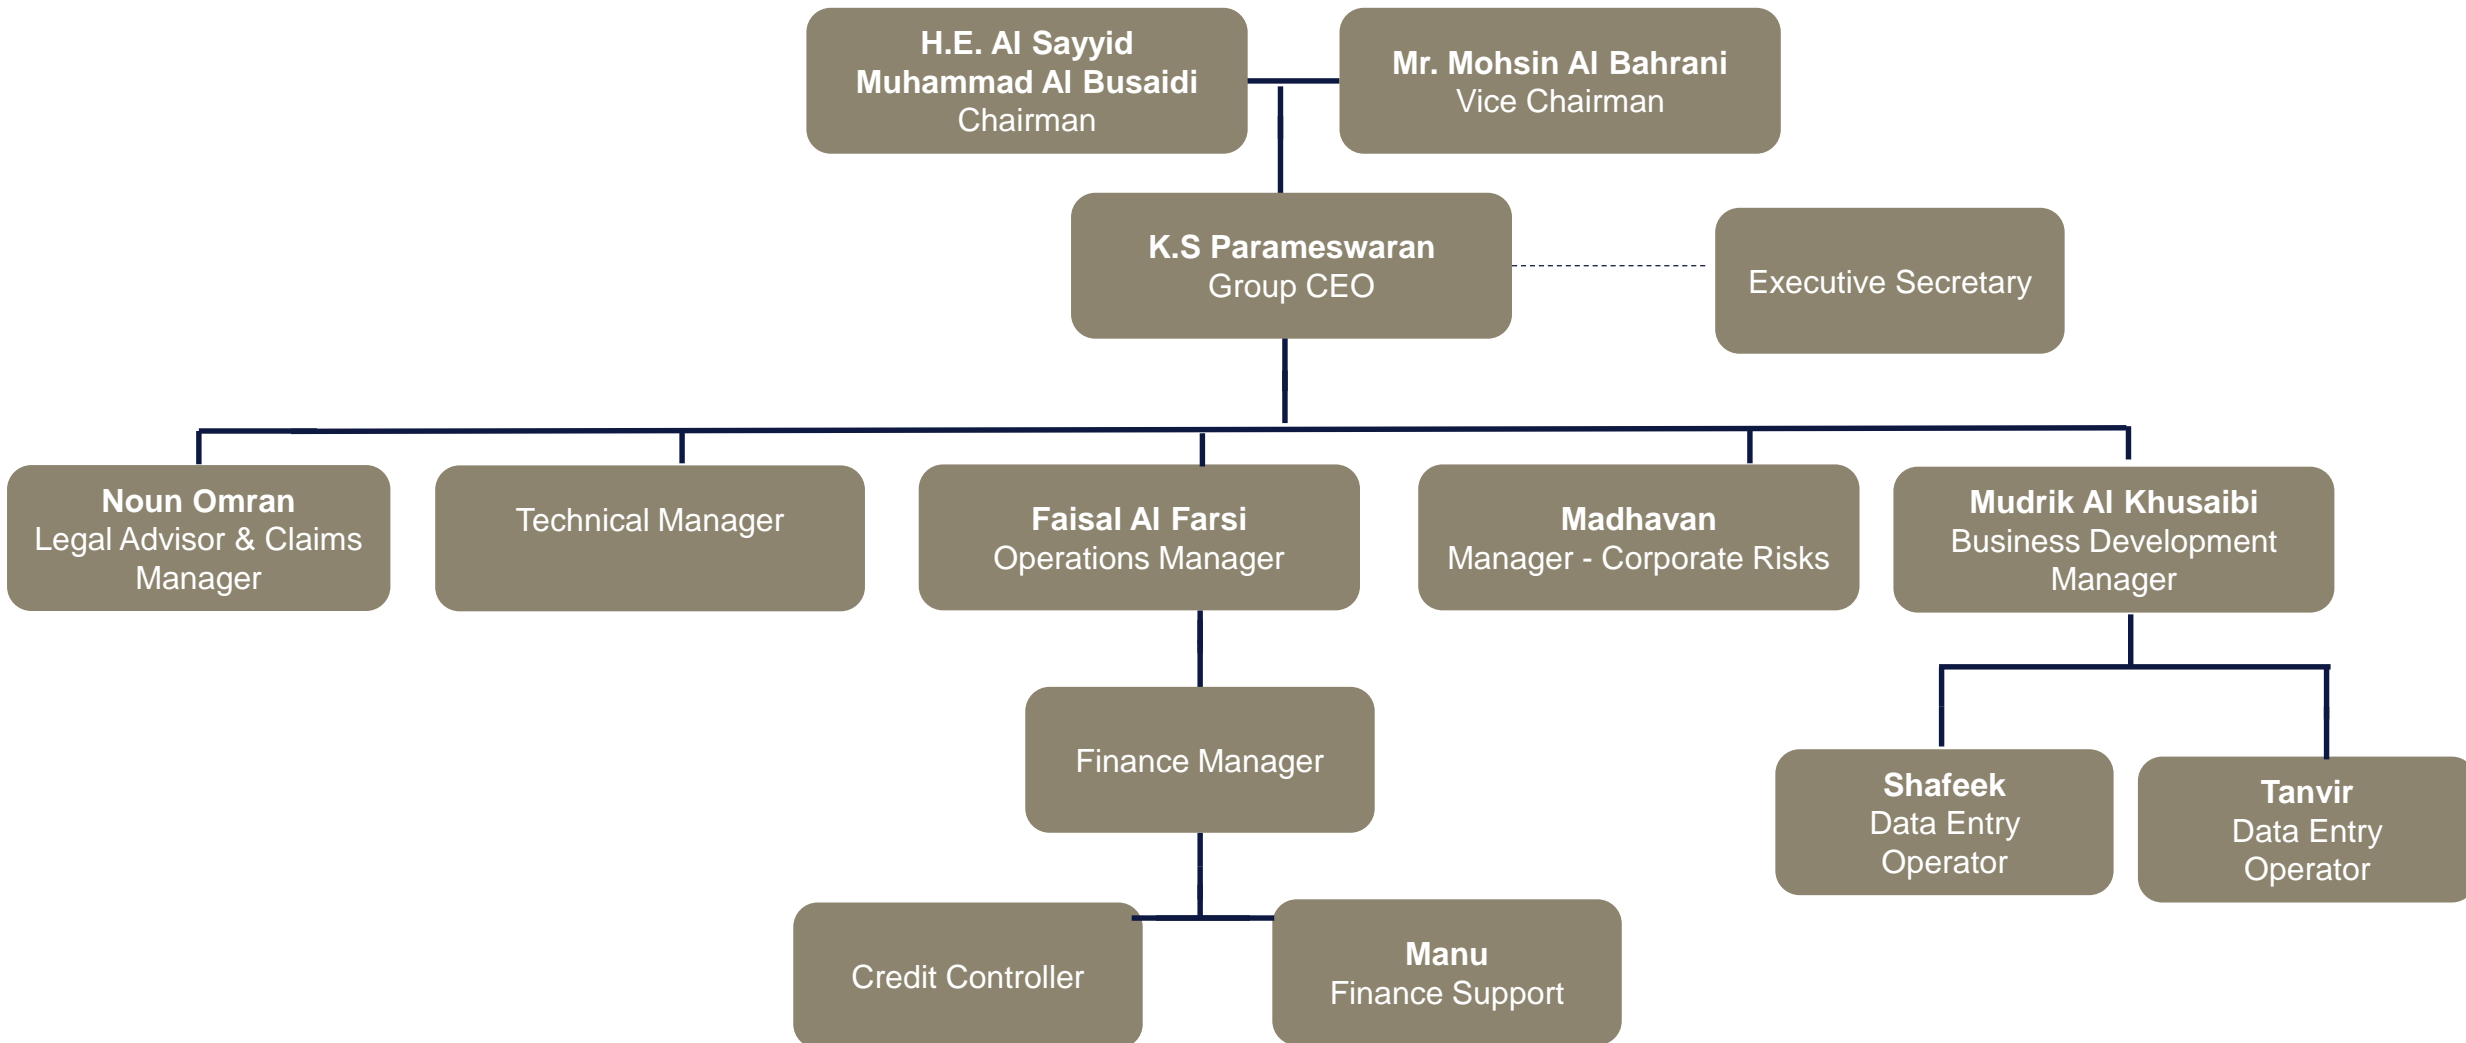 H.E. Al Sayyid
Muhammad Al Busaidi
Chairman
Mr. Mohsin Al Bahrani
Vice Chairman
K.S Parameswaran
Group CEO
Executive Secretary
Noun Omran
Legal Advisor & Claims
Manager
Technical Manager
Faisal Al Farsi
Operations Manager
Madhavan
Manager - Corporate Risks
Mudrik Al Khusaibi
Business Development
Manager
Finance Manager
Shafeek
Data Entry
Operator
Tanvir
Data Entry
Operator
Credit Controller
Manu
Finance Support